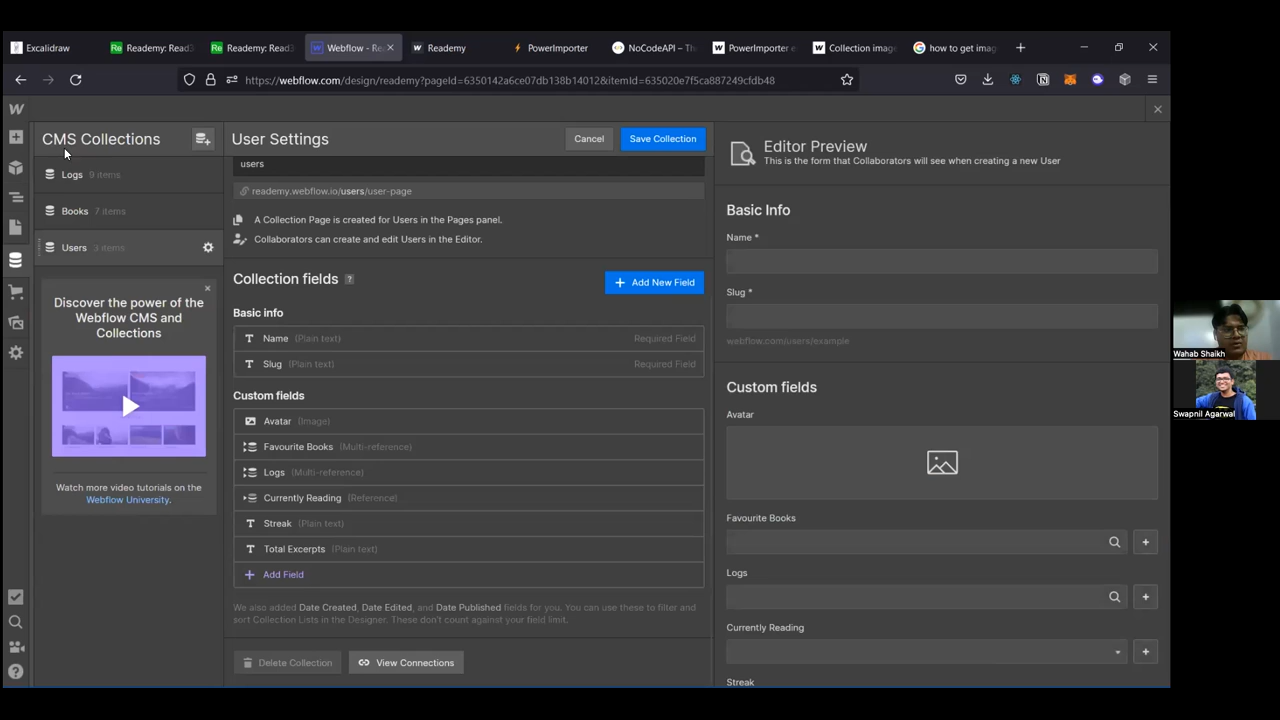 Excalidraw
Readymy: Read
Readymy: Read
Webflow - Re
Readymy
PowerImporter
NoCodeAPI – Th
PowerImporter e
Collection imag
how to get imag
https://webflow.com/design/reademy?pageId=6350142a6ce07db138b14012&itemId=635020e7f5ca887249cfdb48
CMS Collections
Logs 9 items
Books 7 items
Users 3 items
Discover the power of the
Webflow CMS and
Collections
Watch more video tutorials on the
Webflow University.
User Settings
Cancel
Save Collection
users
reademy.webflow.io/users/user-page
A Collection Page is created for Users in the Pages panel.
Collaborators can create and edit Users in the Editor.
Collection fields ?
Add New Field
Basic info
Name (Plain text) Required Field
Slug (Plain text) Required Field
Custom fields
Avatar (Image)
Favourite Books (Multi-reference)
Logs (Multi-reference)
Currently Reading (Reference)
Streak (Plain text)
Total Excerpts (Plain text)
Add Field
We also added Date Created, Date Edited, and Date Published fields for you. You can use these to filter and
sort Collection Lists in the Designer. These don't count against your field limit.
Delete Collection
View Connections
Editor Preview
This is the form that Collaborators will see when creating a new User
Basic Info
Name *
Slug *
webflow.com/users/example
Custom fields
Avatar
Favourite Books
Logs
Currently Reading
Streak
Wahab Shaikh
Swapnil Agarwal